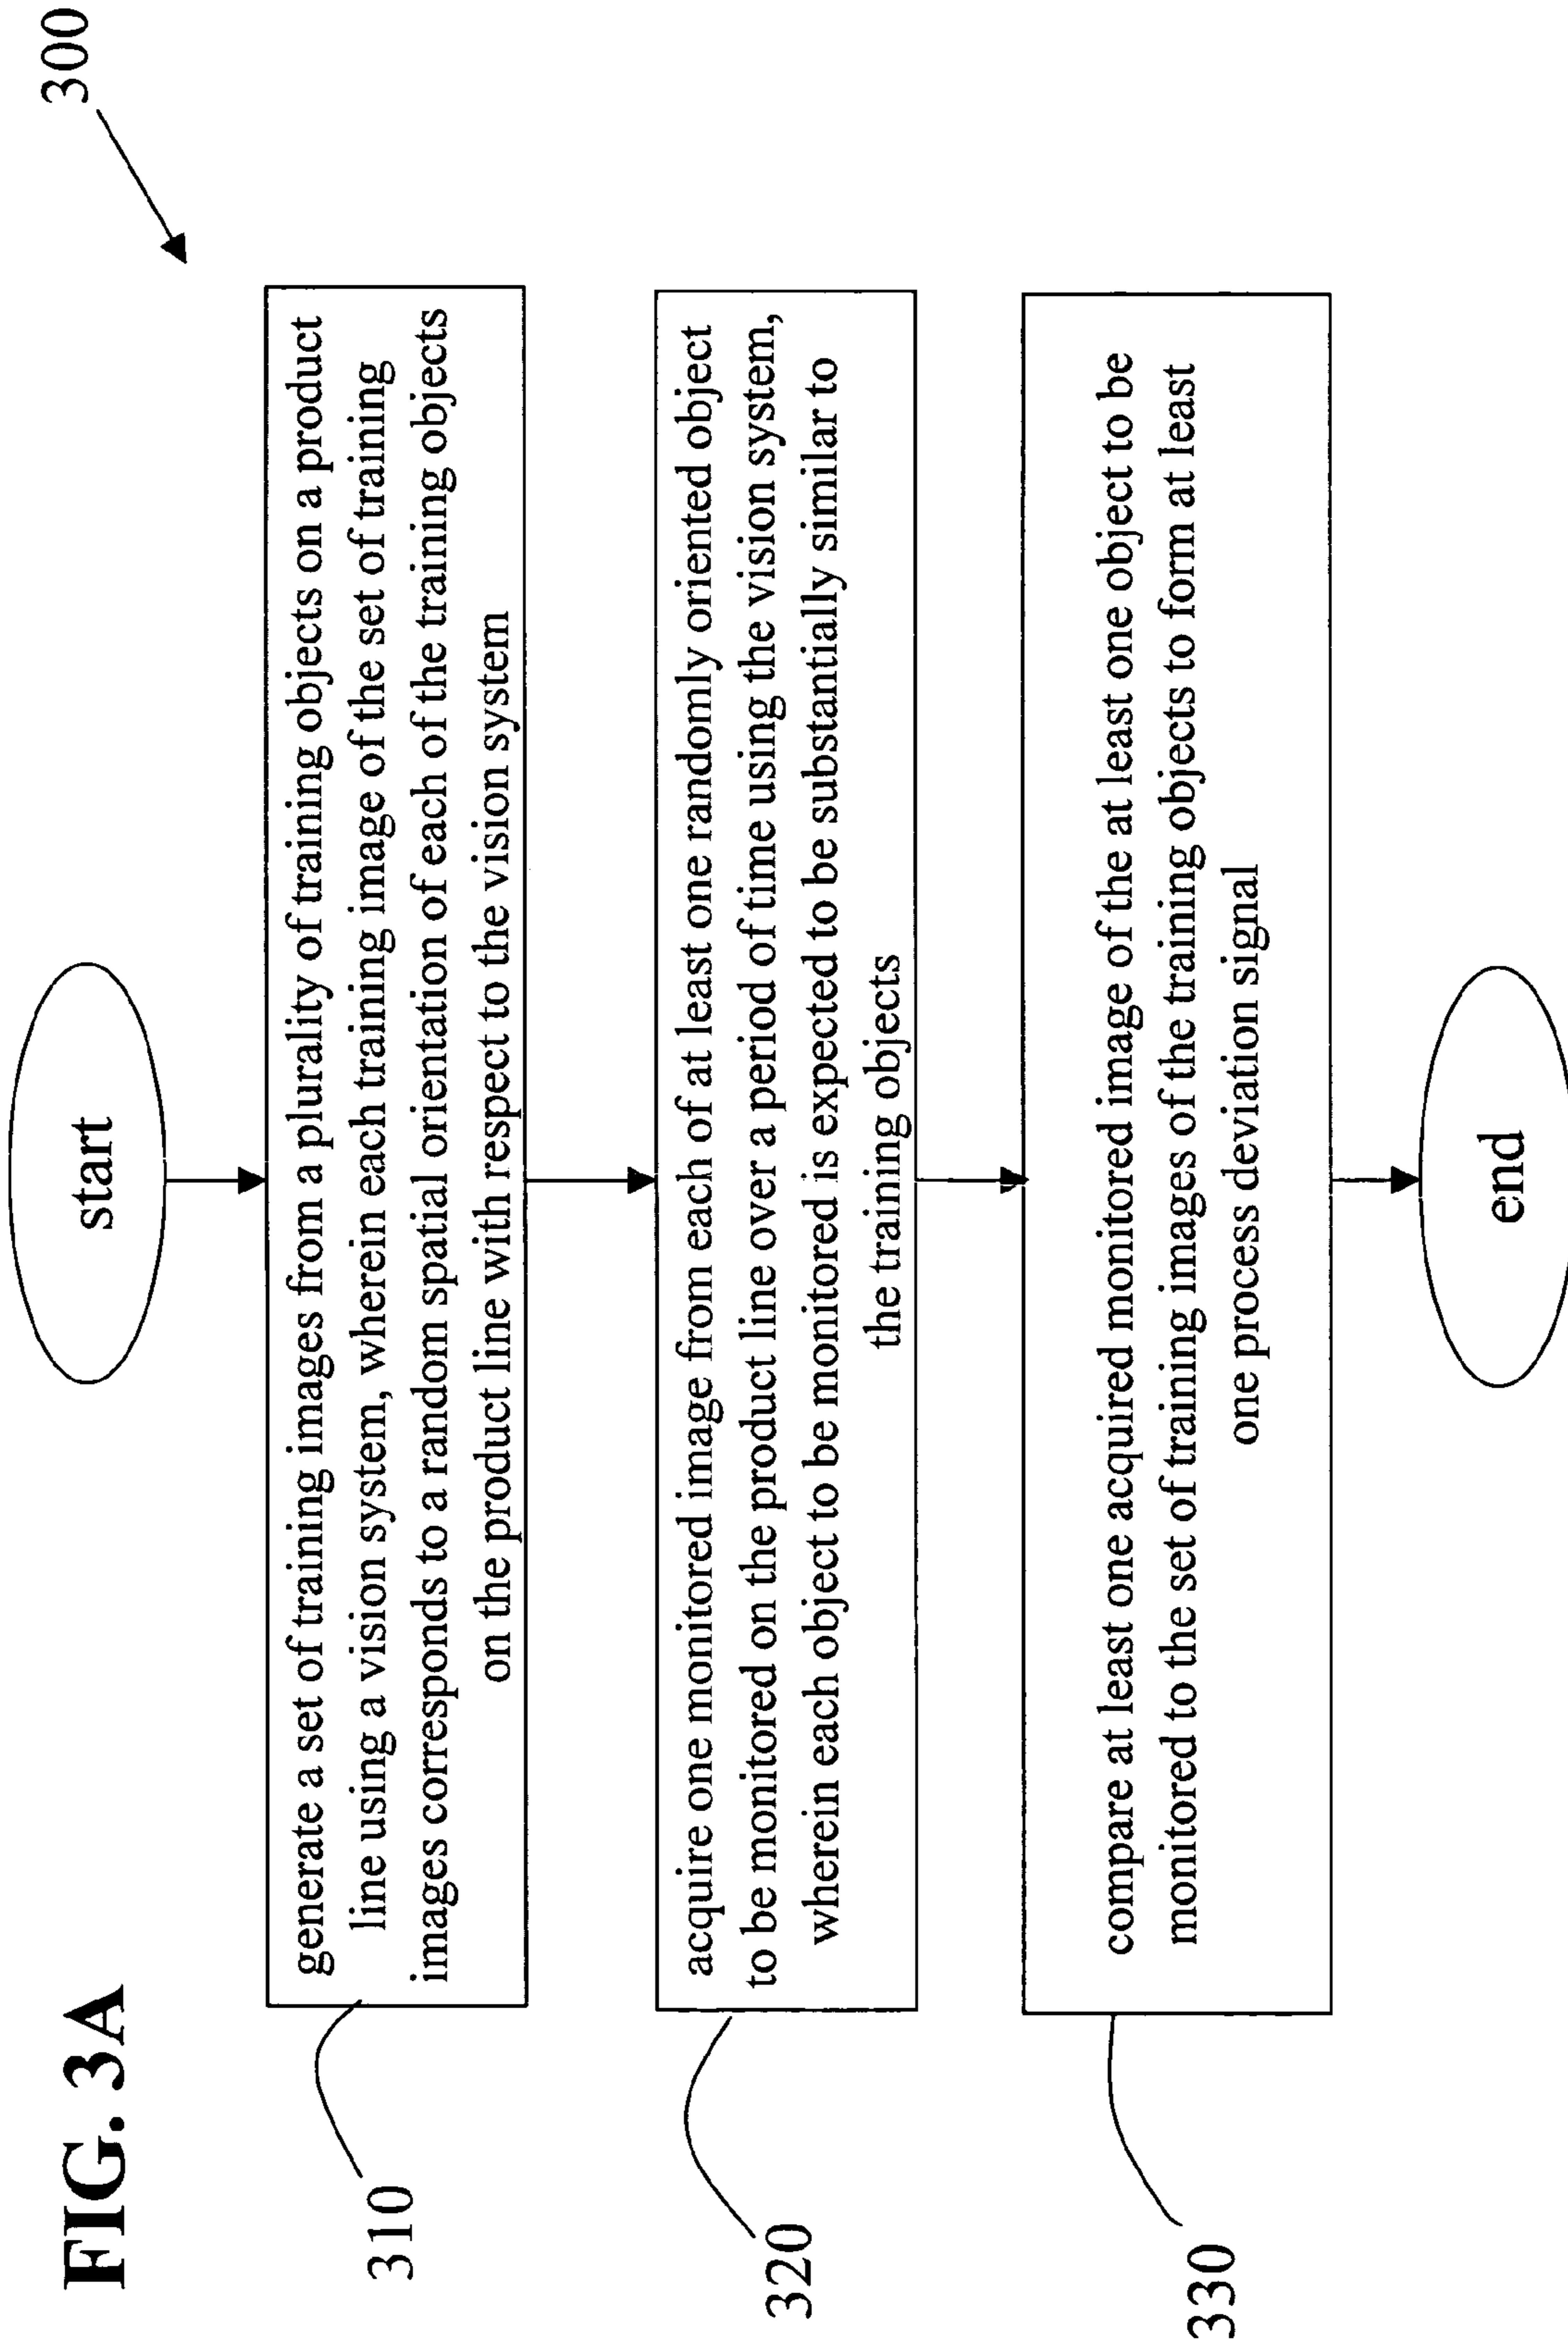 FIG. 3A
300
start
310
generate a set of training images from a plurality of training objects on a product
line using a vision system, wherein each training image of the set of training
images corresponds to a random spatial orientation of each of the training objects
on the product line with respect to the vision system
320
acquire one monitored image from each of at least one randomly oriented object
to be monitored on the product line over a period of time using the vision system,
wherein each object to be monitored is expected to be substantially similar to
the training objects
330
compare at least one acquired monitored image of the at least one object to be
monitored to the set of training images of the training objects to form at least
one process deviation signal
end